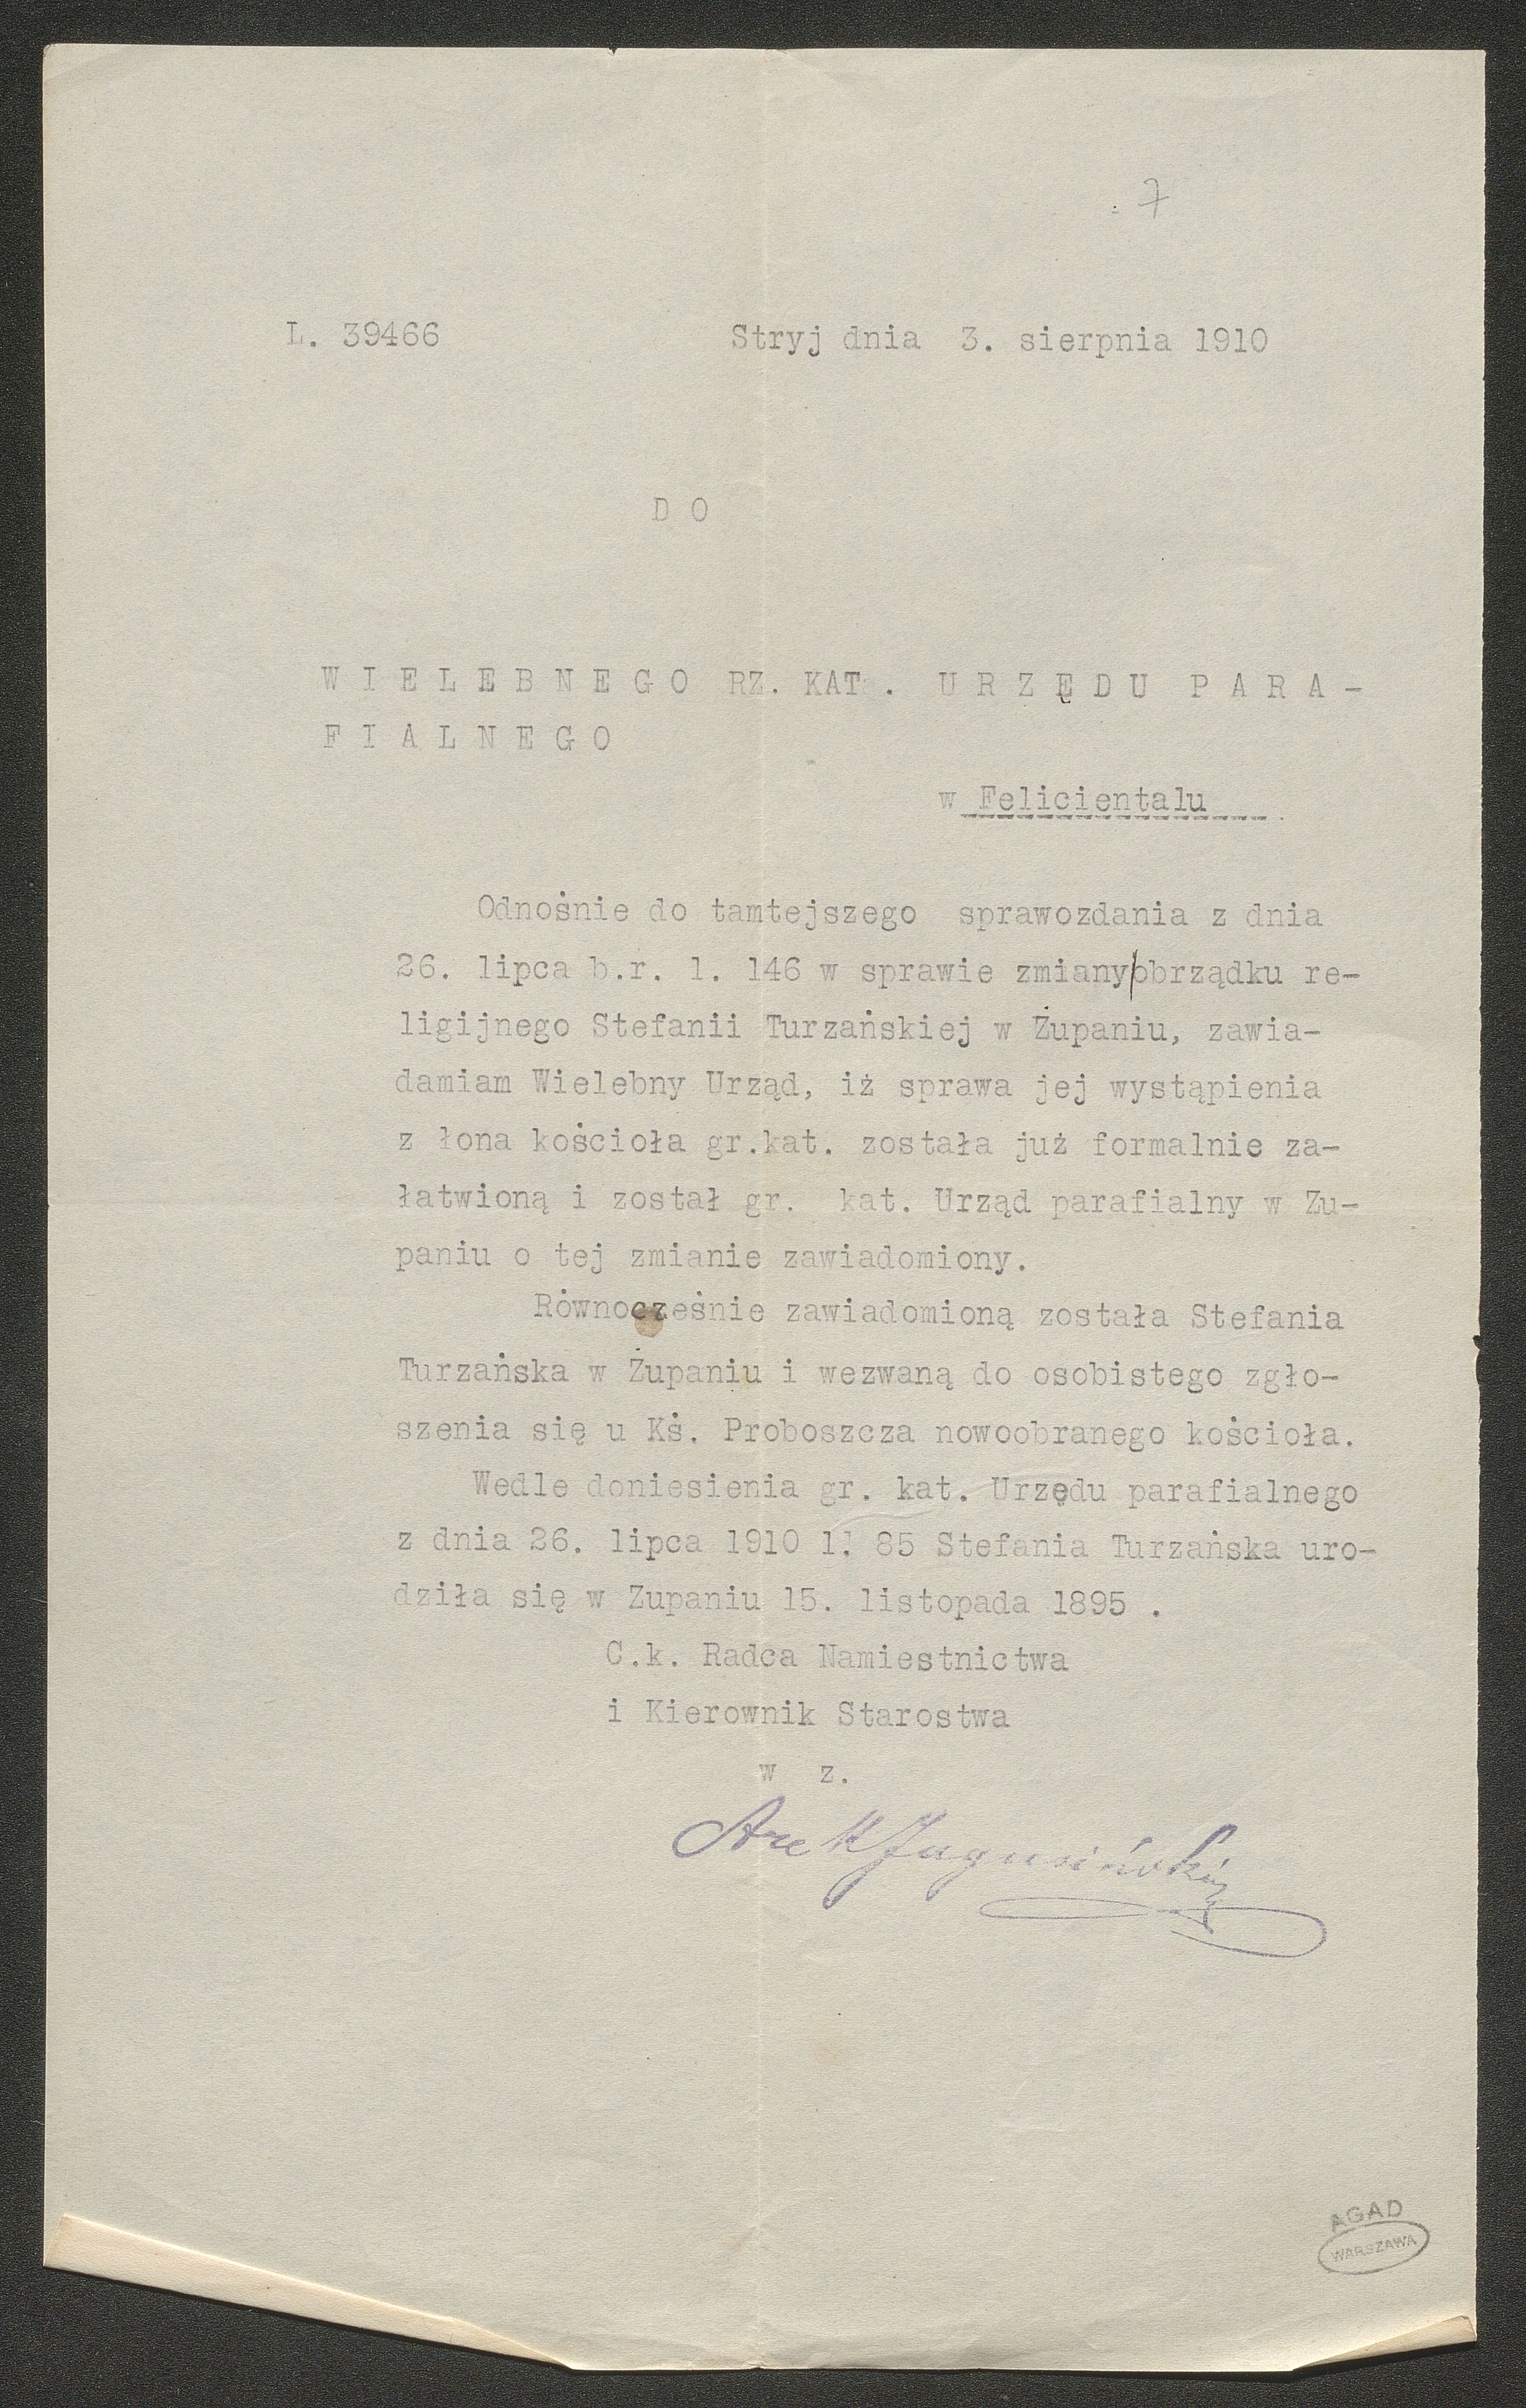 7
L. 39466 Stryj dnia 3. sierpnia 1910
D O
W I E L E B N E G O RZ. KAT. U R Z Ę D U P A R A -
F I A L N E G O
w Felicientalu
Odnośnie do tamtejszego sprawozdania z dnia
26. lipca b.r. l. 146 w sprawie zmiany|obrządku re-
ligijnego Stefanii Turzańskiej w Żupaniu, zawia-
damiam Wielebny Urząd, iż sprawa jej wystąpienia
z łona kościoła gr.kat. została już formalnie za-
łatwioną i został gr. kat. Urząd parafialny w Zu-
paniu o tej zmianie zawiadomiony.
Równocześnie zawiadomioną została Stefania
Turzańska w Żupaniu i wezwaną do osobistego zgło-
szenia się u Kś. Proboszcza nowoobranego kościoła.
Wedle doniesienia gr. kat. Urzędu parafialnego
z dnia 26. lipca 1910 l. 85 Stefania Turzańska uro-
dziła się w Zupaniu 15. listopada 1895 .
C.k. Radca Namiestnictwa
i Kierownik Starostwa
w z.
AGAD
WARSZAWA